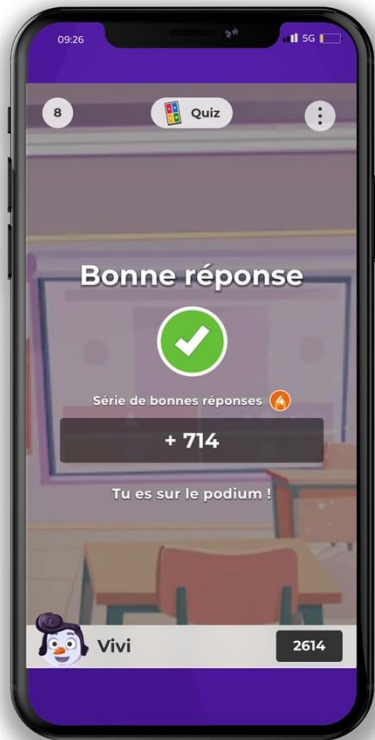 09:26
5G
8
Quiz
Bonne réponse
Série de bonnes réponses 4
+ 714
Tu es sur le podium !
Vivi
2614